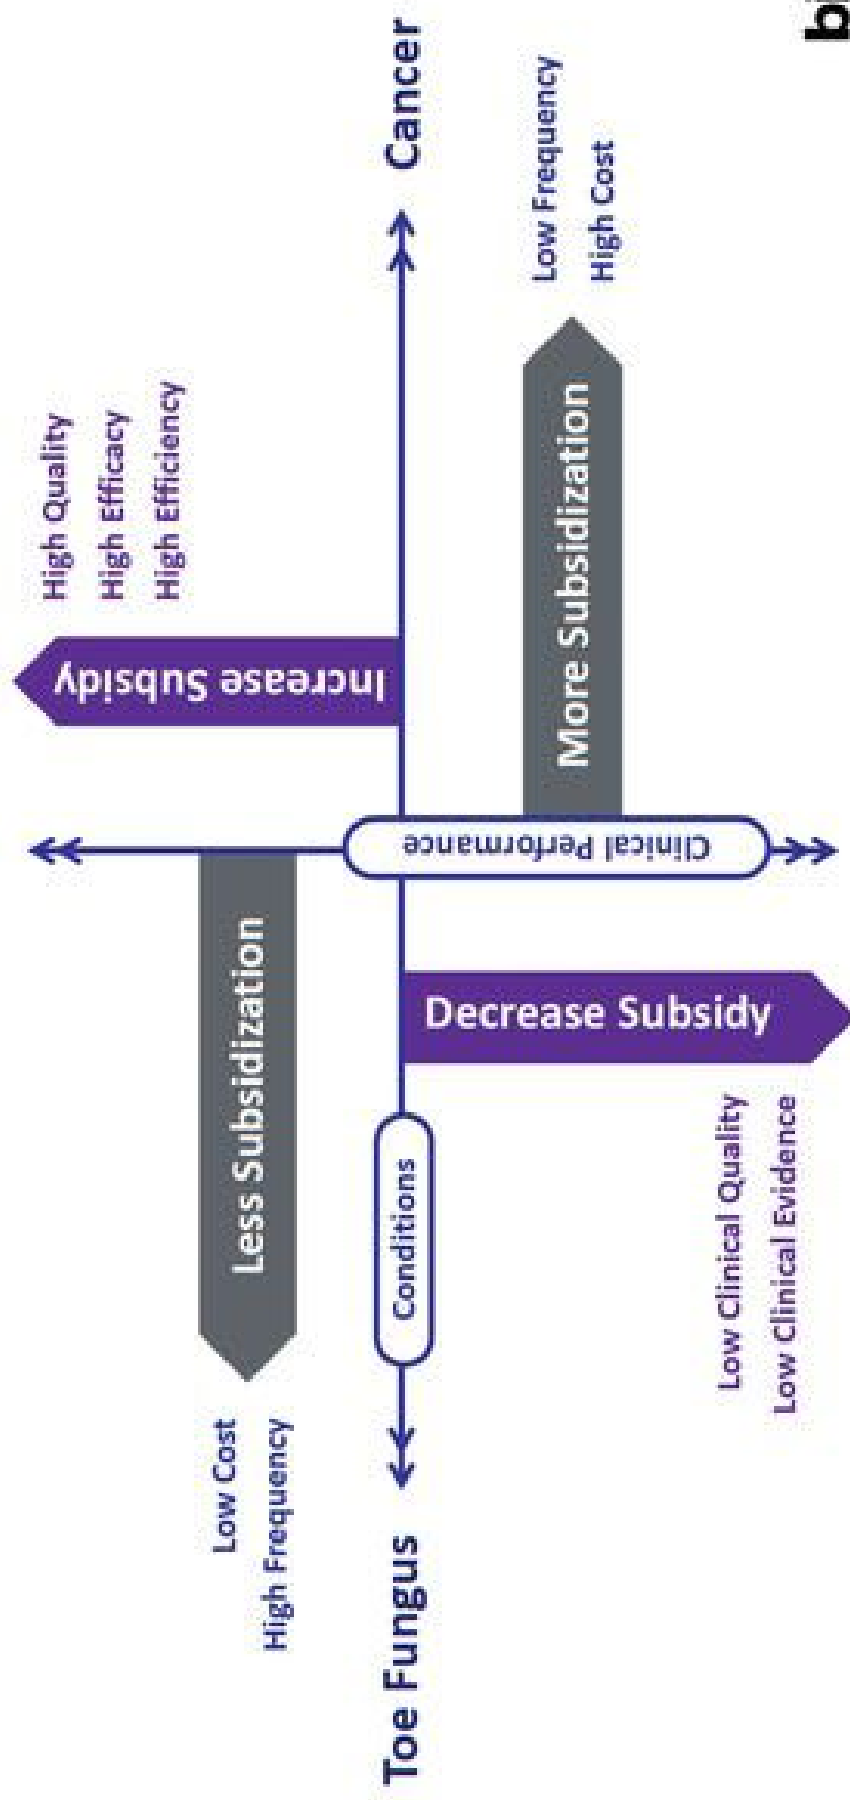 High Quality
High Efficacy
High Efficiency
Increase Subsidy
Low Cost
High Frequency
Less Subsidization
Toe Fungus
Conditions
Clinical Performance
Cancer
Decrease Subsidy
More Subsidization
Low Frequency
High Cost
Low Clinical Quality
Low Clinical Evidence